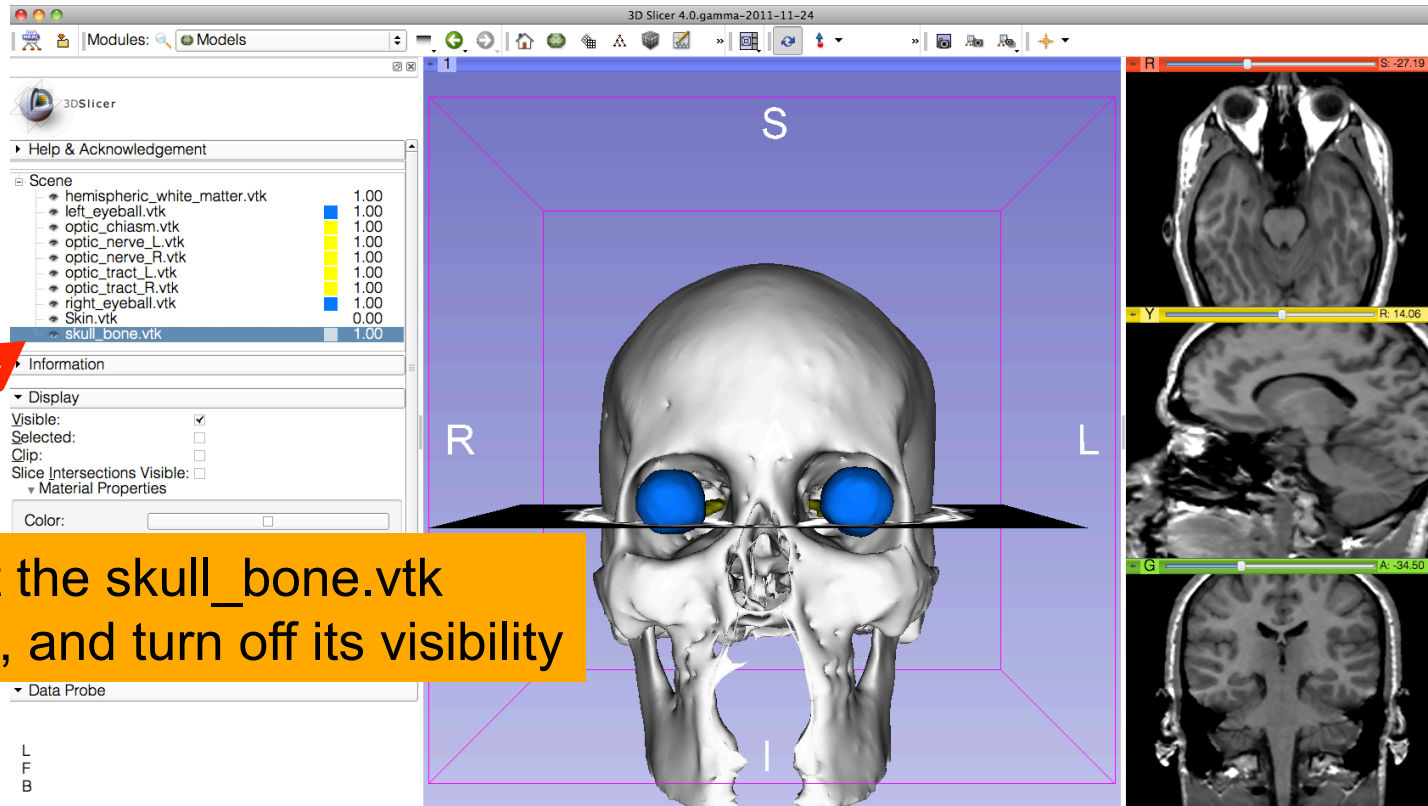 3D Slicer 4.0.gamma-2011-11-24
Modules: Models
»
»
3DSlicer
Help & Acknowledgement
Scene
hemispheric_white_matter.vtk 1.00
left_eyeball.vtk 1.00
optic_chiasm.vtk 1.00
optic_nerve_L.vtk 1.00
optic_nerve_R.vtk 1.00
optic_tract_L.vtk 1.00
optic_tract_R.vtk 1.00
right_eyeball.vtk 1.00
Skin.vtk 0.00
skull_bone.vtk 1.00
Information
Display
Visible:
Selected:
Clip:
Slice Intersections Visible:
Material Properties
Color:
the skull_bone.vtk
, and turn off its visibility
Data Probe
L
F
B
1
S
R
A
L
I
R S: -27.19
Y R: 14.06
G A: -34.50